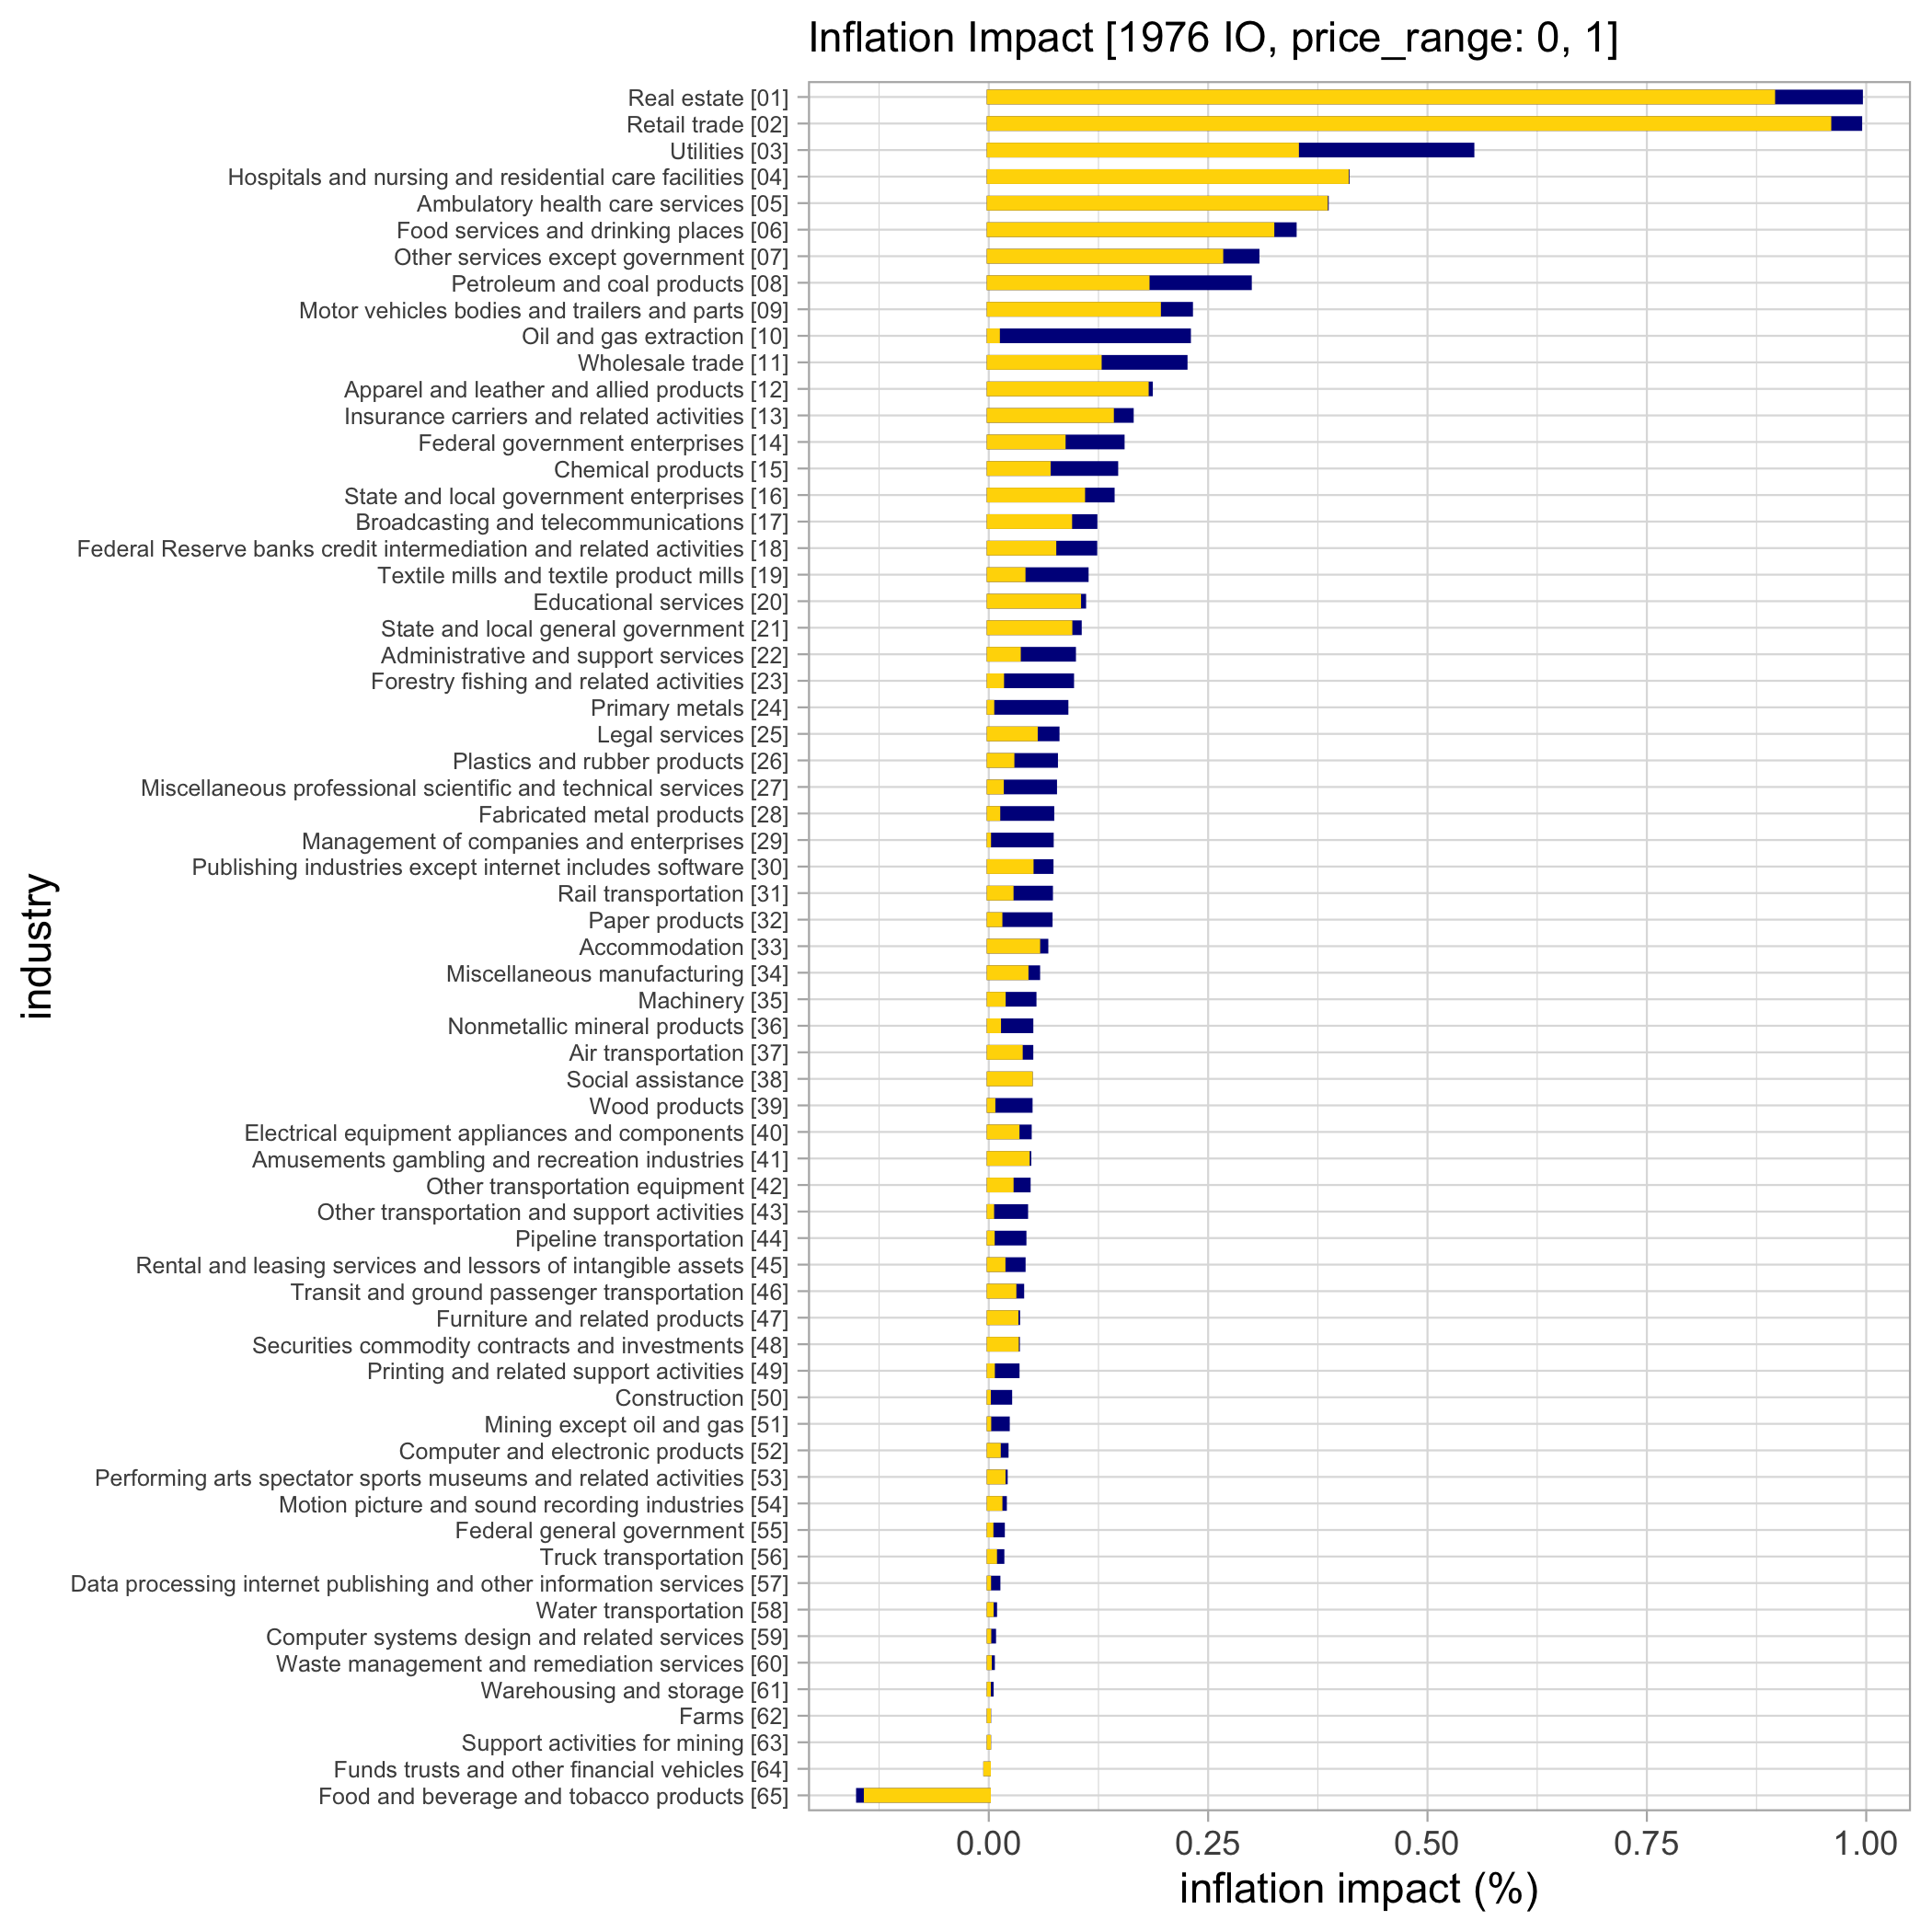 Inflation Impact [1976 IO, price_range: 0, 1]
Real estate [01]
Retail trade [02]
Utilities [03]
Hospitals and nursing and residential care facilities [04]
Ambulatory health care services [05]
Food services and drinking places [06]
Other services except government [07]
Petroleum and coal products [08]
Motor vehicles bodies and trailers and parts [09]
Oil and gas extraction [10]
Wholesale trade [11]
Apparel and leather and allied products [12]
Insurance carriers and related activities [13]
Federal government enterprises [14]
Chemical products [15]
State and local government enterprises [16]
Broadcasting and telecommunications [17]
Federal Reserve banks credit intermediation and related activities [18]
Textile mills and textile product mills [19]
Educational services [20]
State and local general government [21]
Administrative and support services [22]
Forestry fishing and related activities [23]
Primary metals [24]
Legal services [25]
Plastics and rubber products [26]
Miscellaneous professional scientific and technical services [27]
Fabricated metal products [28]
Management of companies and enterprises [29]
Publishing industries except internet includes software [30]
Rail transportation [31]
Paper products [32]
Accommodation [33]
Miscellaneous manufacturing [34]
Machinery [35]
Nonmetallic mineral products [36]
Air transportation [37]
Social assistance [38]
Wood products [39]
Electrical equipment appliances and components [40]
Amusements gambling and recreation industries [41]
Other transportation equipment [42]
Other transportation and support activities [43]
Pipeline transportation [44]
Rental and leasing services and lessors of intangible assets [45]
Transit and ground passenger transportation [46]
Furniture and related products [47]
Securities commodity contracts and investments [48]
Printing and related support activities [49]
Construction [50]
Mining except oil and gas [51]
Computer and electronic products [52]
Performing arts spectator sports museums and related activities [53]
Motion picture and sound recording industries [54]
Federal general government [55]
Truck transportation [56]
Data processing internet publishing and other information services [57]
Water transportation [58]
Computer systems design and related services [59]
Waste management and remediation services [60]
Warehousing and storage [61]
Farms [62]
Support activities for mining [63]
Funds trusts and other financial vehicles [64]
Food and beverage and tobacco products [65]
industry
0.00 0.25 0.50 0.75 1.00
inflation impact (%)